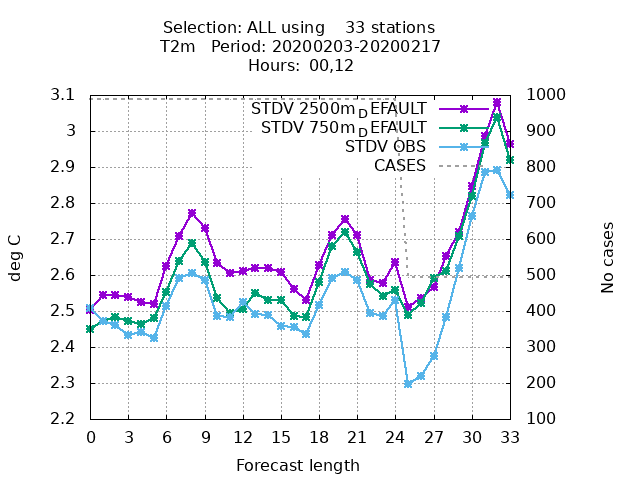 Selection: ALL using    33 stations
T2m   Period: 20200203-20200217
Hours: 00,12
STDV 2500m_DEFAULT
STDV 750m_DEFAULT
STDV OBS
CASES
deg C
3.1
3
2.9
2.8
2.7
2.6
2.5
2.4
2.3
2.2
1000
900
800
700
600
500
400
300
200
100
No cases
0 3 6 9 12 15 18 21 24 27 30 33
Forecast length